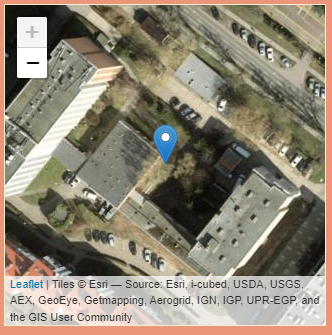 +
−
Leaflet | Tiles © Esri — Source: Esri, i-cubed, USDA, USGS,
AEX, GeoEye, Getmapping, Aerogrid, IGN, IGP, UPR-EGP, and
the GIS User Community